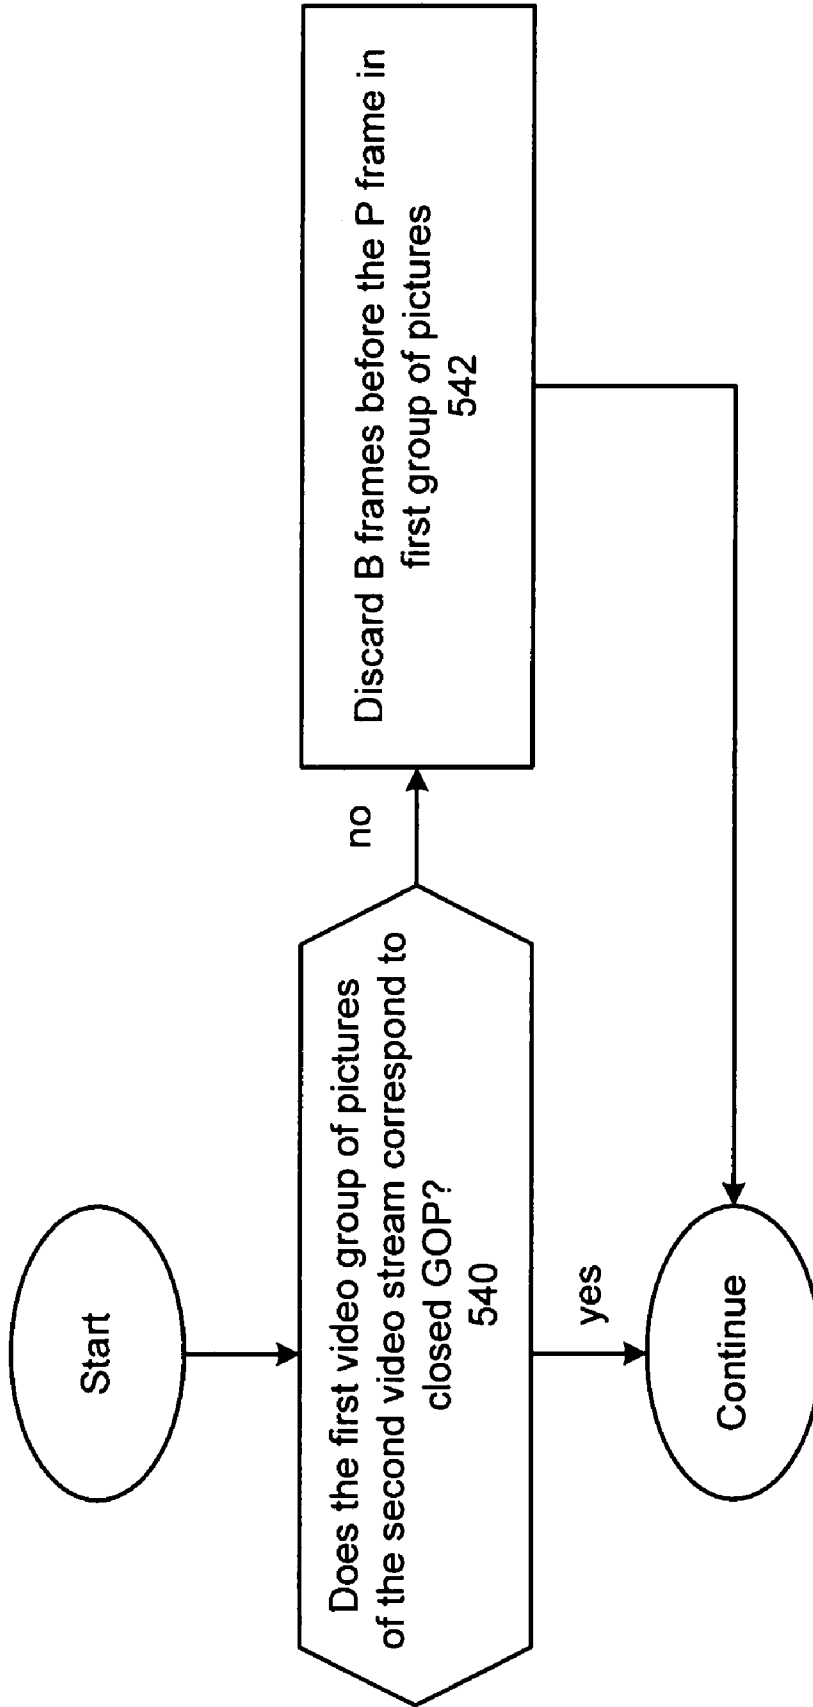 Start
Does the first video group of pictures
of the second video stream correspond to
closed GOP?
540
no
Discard B frames before the P frame in
first group of pictures
542
yes
Continue